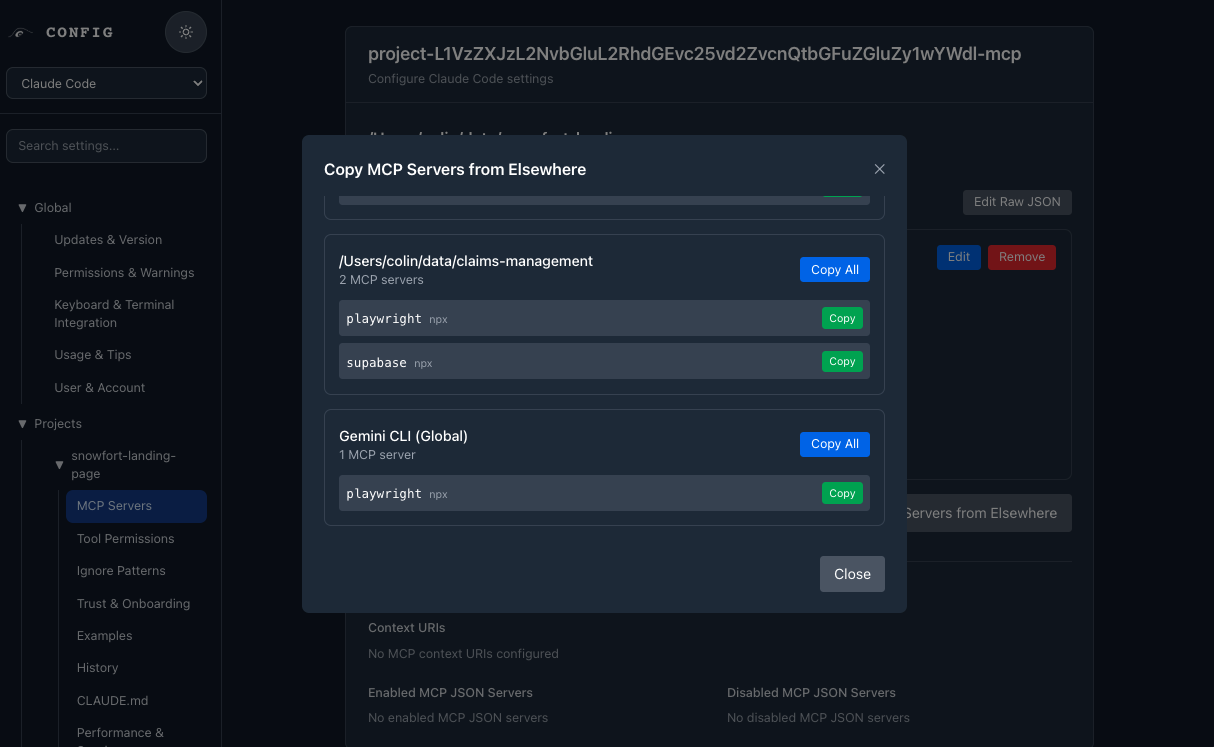 CONFIG
Claude Code
Search settings...
▼ Global
Updates & Version
Permissions & Warnings
Keyboard & Terminal
Integration
Usage & Tips
User & Account
▼ Projects
▼ snowfort-landing-
page
MCP Servers
Tool Permissions
Ignore Patterns
Trust & Onboarding
Examples
History
CLAUDE.md
Performance &
project-L1VzZXJzL2NvbGluL2RhdGEvc25vd2ZvcnQtbGFuZGluZy1wYWdl-mcp
Configure Claude Code settings
Edit Raw JSON
Edit
Remove
Servers from Elsewhere
Copy MCP Servers from Elsewhere
/Users/colin/data/claims-management
2 MCP servers
Copy All
playwright npx
Copy
supabase npx
Copy
Gemini CLI (Global)
1 MCP server
Copy All
playwright npx
Copy
Close
Context URIs
No MCP context URIs configured
Enabled MCP JSON Servers
No enabled MCP JSON servers
Disabled MCP JSON Servers
No disabled MCP JSON servers